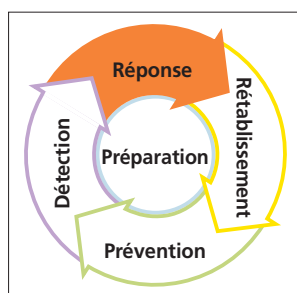 Réponse
Rétablissement
Prévention
Détection
Préparation